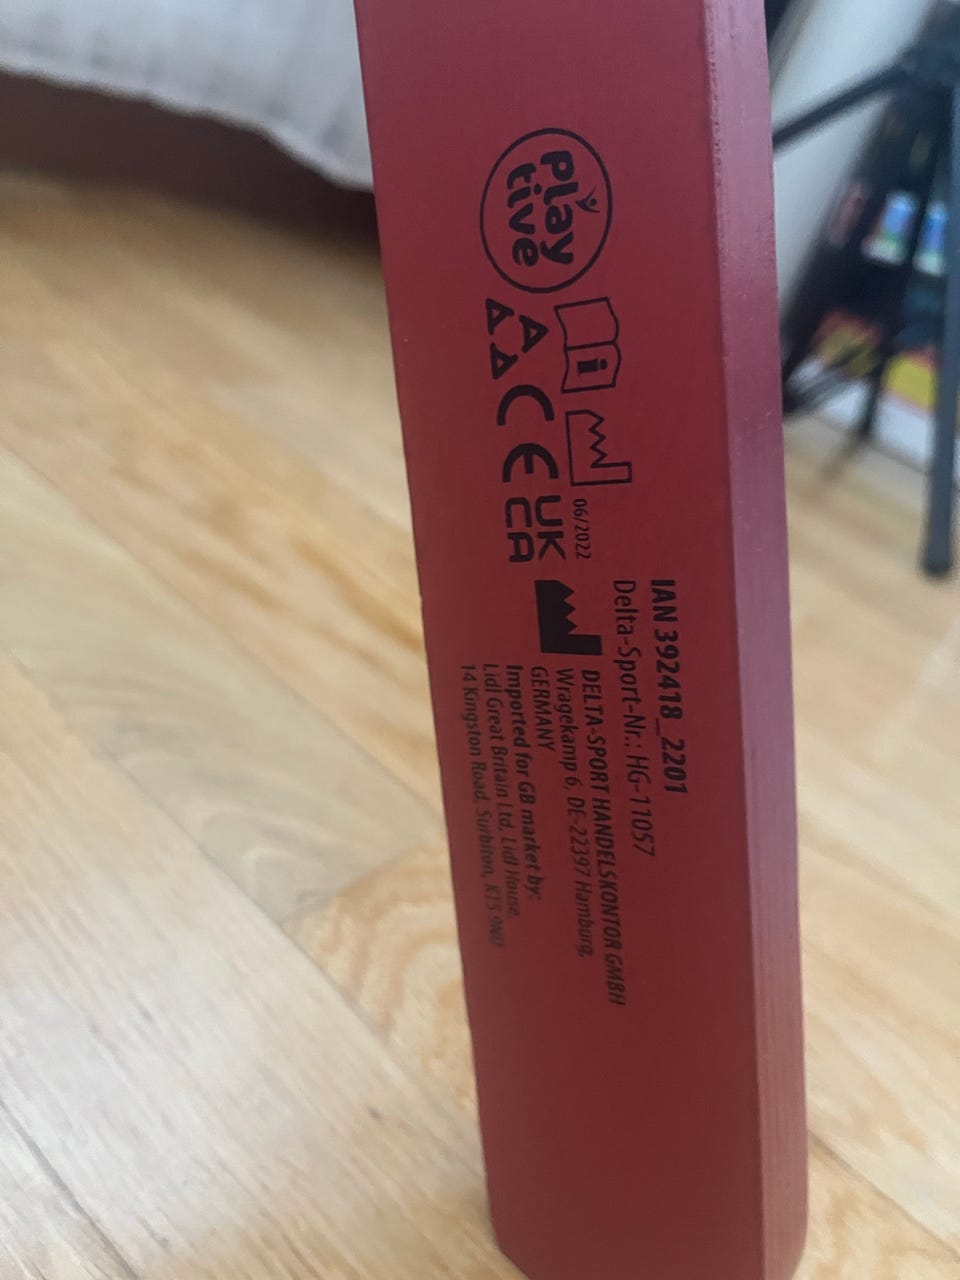 Play
tive
i
06/2022
CE
UK
CA
IAN 392418_2201
Delta-Sport-Nr.: HG-11057
DELTA-SPORT HANDELSKONTOR GMBH
Wragekamp 6, DE-22397 Hamburg,
GERMANY
Imported for GB market by:
Lidl Great Britain Ltd, Lidl House,
14 Kingston Road, Surbiton, KT5 9NU